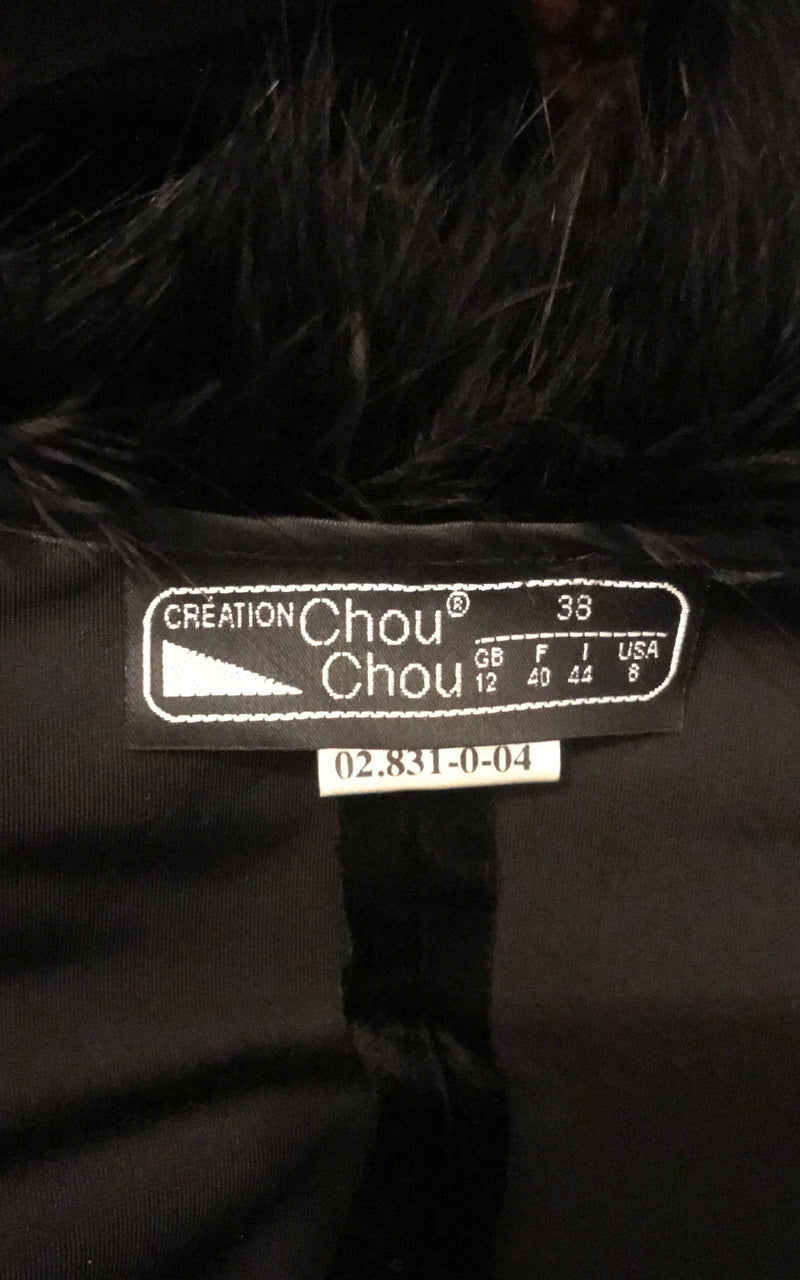 CRÉATION Chou® Chou
38
GB F I USA
12 40 44 8
02.831-0-04